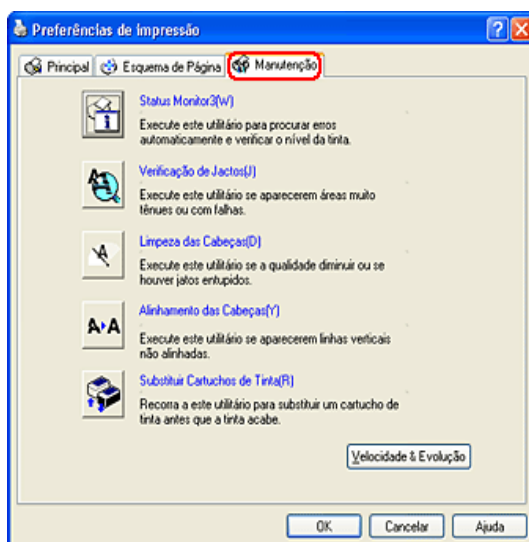 Preferências de impressão
Principal
Esquema de Página
Manutenção
Status Monitor3(W)
Execute este utilitário para procurar erros
automaticamente e verificar o nível da tinta.
Verificação de Jactos(J)
Execute este utilitário se aparecerem áreas muito
ténues ou com falhas.
Limpeza das Cabeças(D)
Execute este utilitário se a qualidade diminuir ou se
houver jatos entupidos.
Alinhamento das Cabeças(Y)
Execute este utilitário se aparecerem linhas verticais
não alinhadas.
Substituir Cartuchos de Tinta(R)
Recorra a este utilitário para substituir um cartucho de
tinta antes que a tinta acabe.
Velocidade & Evolução
OK
Cancelar
Ajuda